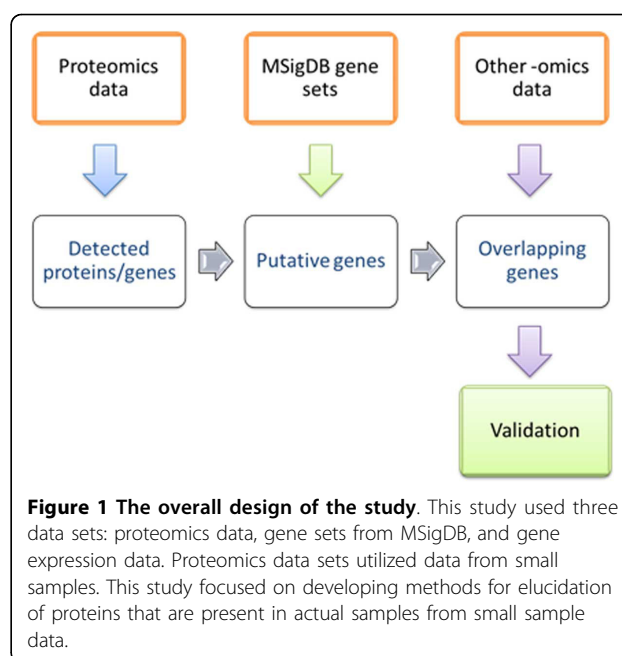 Proteomics data
MSigDB gene sets
Other -omics data
Detected proteins/genes
Putative genes
Overlapping genes
Validation
Figure 1 The overall design of the study. This study used three
data sets: proteomics data, gene sets from MSigDB, and gene
expression data. Proteomics data sets utilized data from small
samples. This study focused on developing methods for elucidation
of proteins that are present in actual samples from small sample
data.